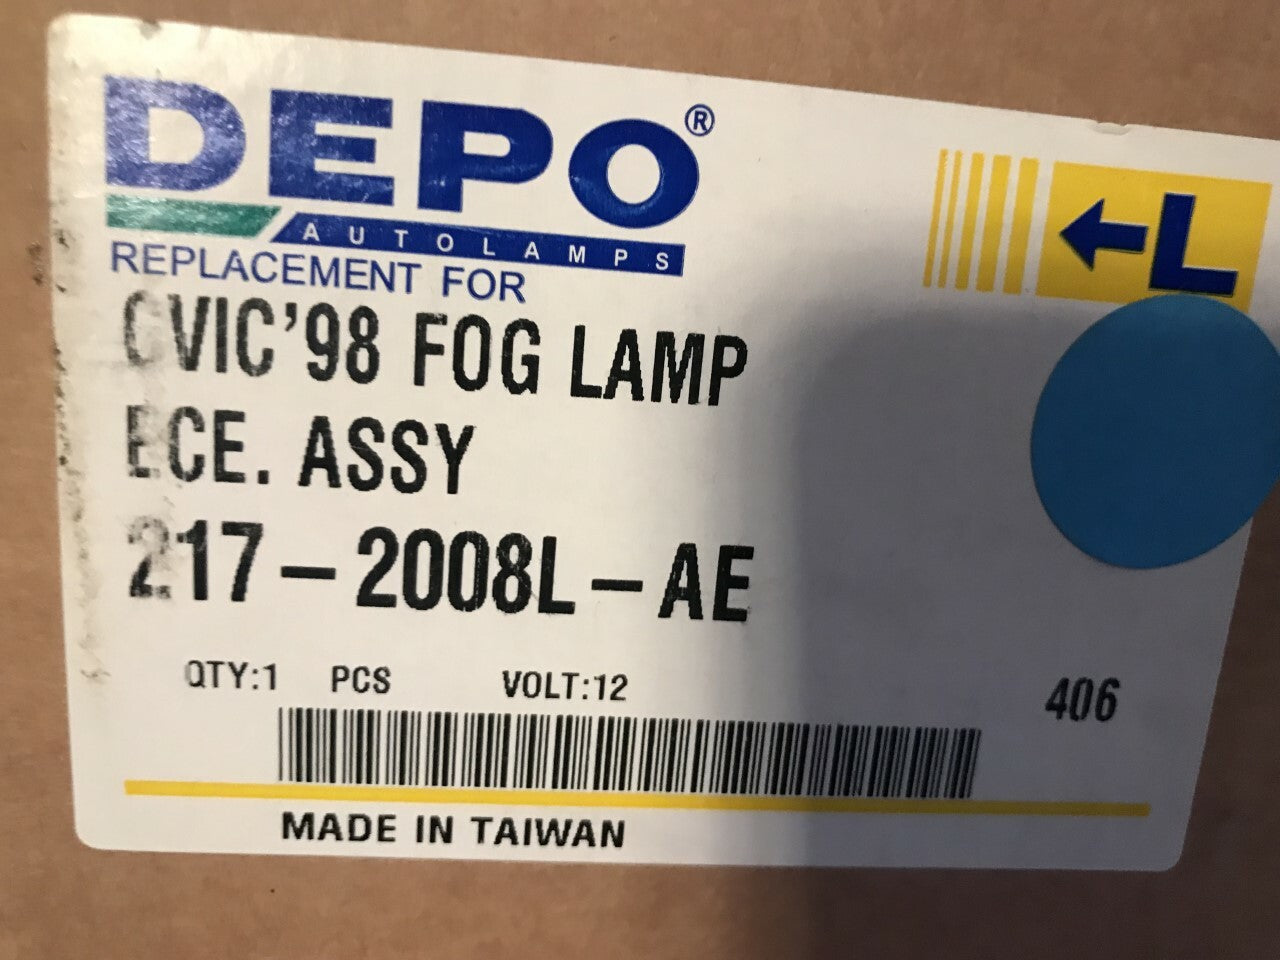 DEPO®
AUTOLAMPS
L
REPLACEMENT FOR
CVIC'98 FOG LAMP
ECE. ASSY
217-2008L-AE
QTY:1 PCS VOLT:12
406
MADE IN TAIWAN